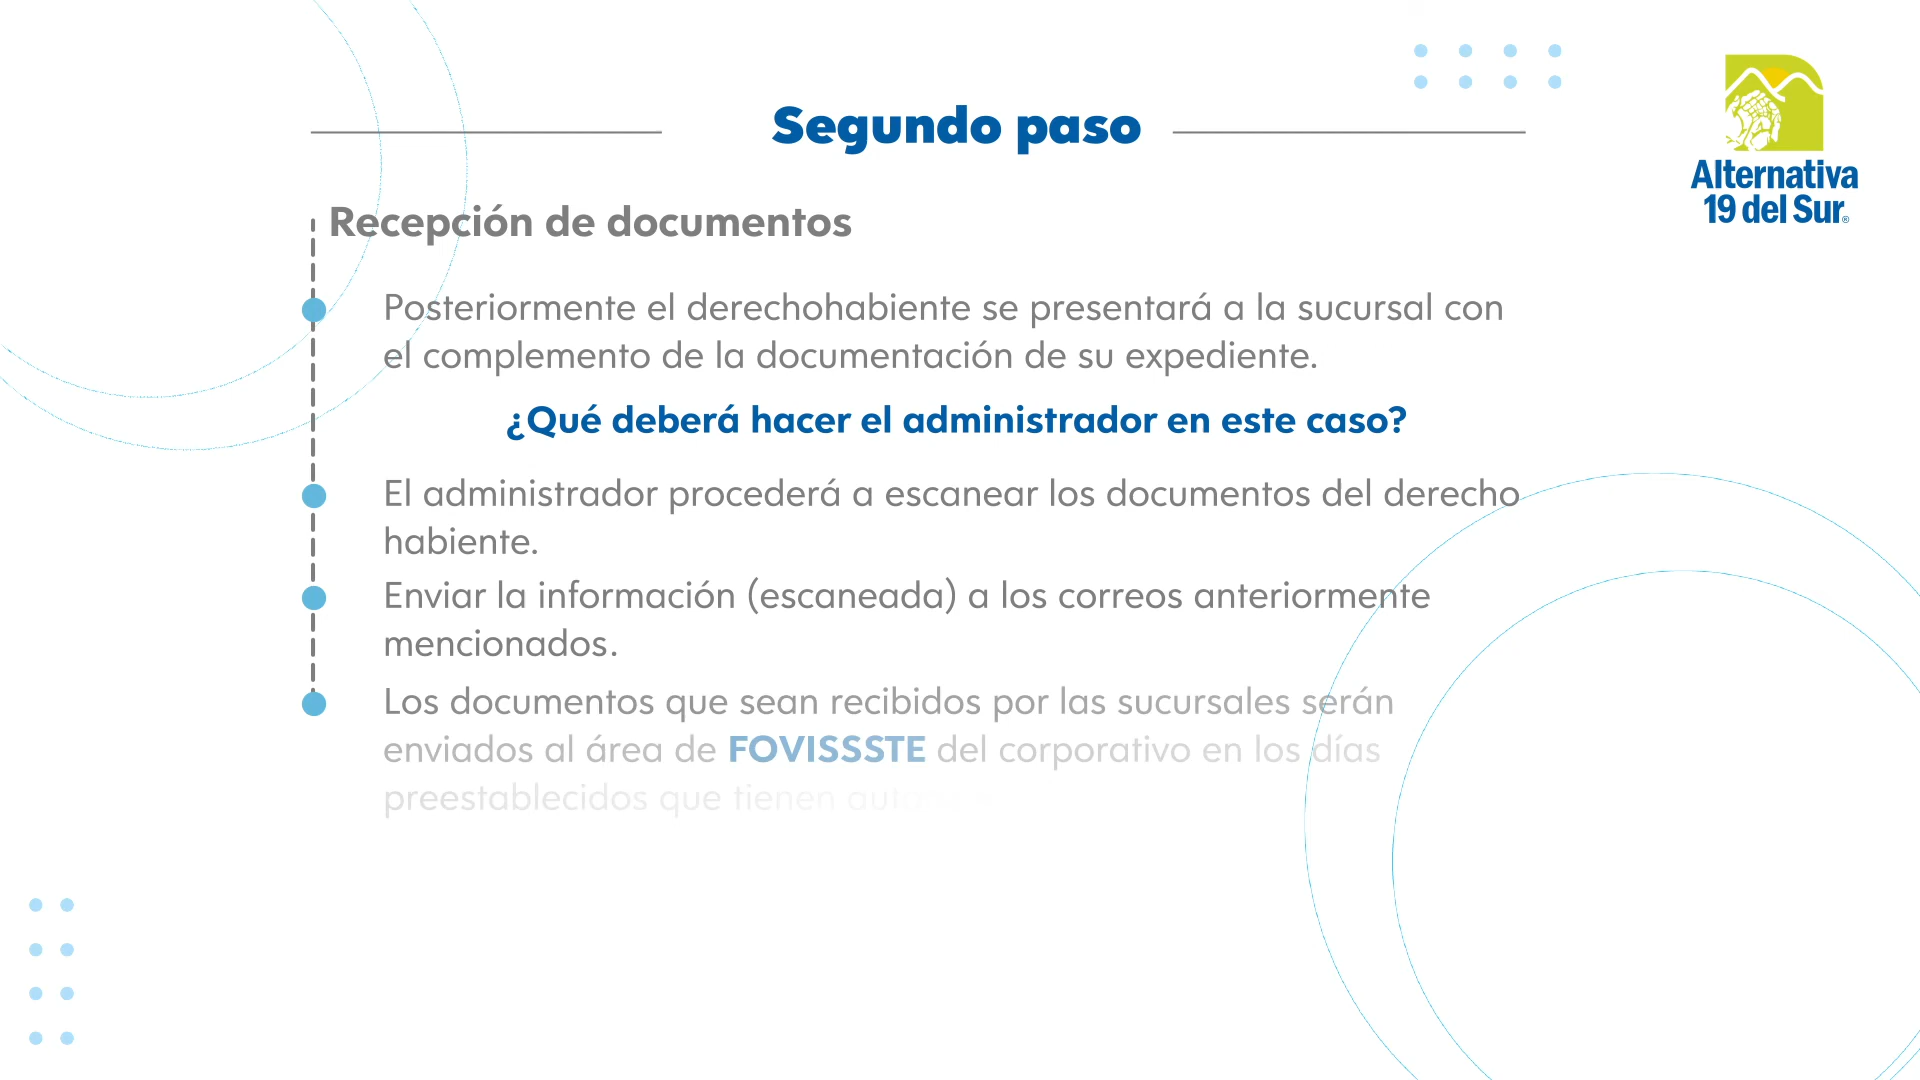 Segundo paso
Alternativa
19 del Sur®
Recepción de documentos
Posteriormente el derechohabiente se presentará a la sucursal con
el complemento de la documentación de su expediente.
¿Qué deberá hacer el administrador en este caso?
El administrador procederá a escanear los documentos del derecho
habiente.
Enviar la información (escaneada) a los correos anteriormente
mencionados.
Los documentos que sean recibidos por las sucursales serán
enviados al área de FOVISSSTE del corporativo en los días
preestablecidos que tienen